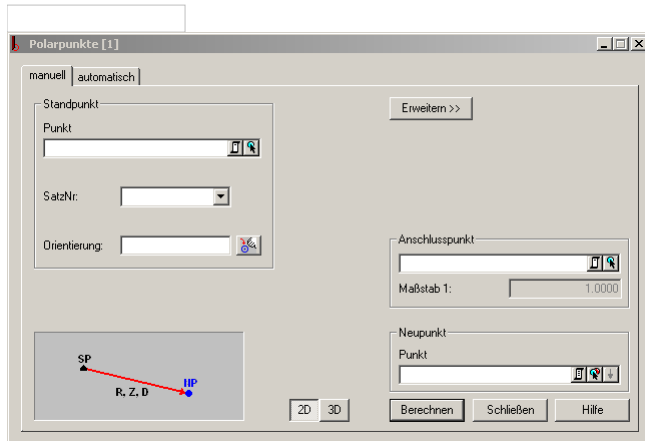 Polarpunkte [1]
manuell automatisch
Standpunkt
Punkt
SatzNr:
Orientierung:
Erweitern >>
Anschlusspunkt
Maßstab 1: 1.0000
Neupunkt
Punkt
SP
NP
R, Z, D
2D 3D
Berechnen Schließen Hilfe